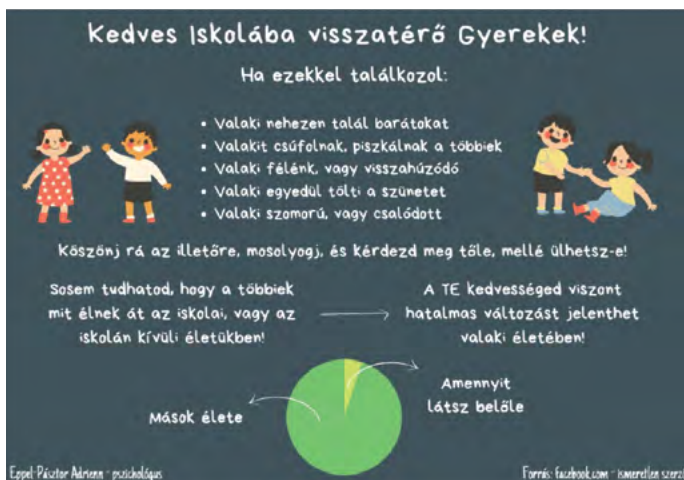 Kedves Iskolába visszatérő Gyerekek!
Ha ezekkel találkozol:
• Valaki nehezen talál barátokat
• Valakit csúfolnak, piszkálnak a többiek
• Valaki félénk, vagy visszahúzódó
• Valaki egyedül tölti a szünetet
• Valaki szomorú, vagy csalódott
Köszönj rá az illetőre, mosolyogj, és kérdezd meg tőle, mellé ülhetsz-e!
Sosem tudhatod, hogy a többiek
mit élnek át az iskolai, vagy az
iskolán kívüli életükben!
A TE kedvességed viszont
hatalmas változást jelenthet
valaki életében!
Amennyit
látsz belőle
Mások élete
Eppel-Pásztor Adrienn - pszichológus
Forrás: facebook.com - ismeretlen szerz